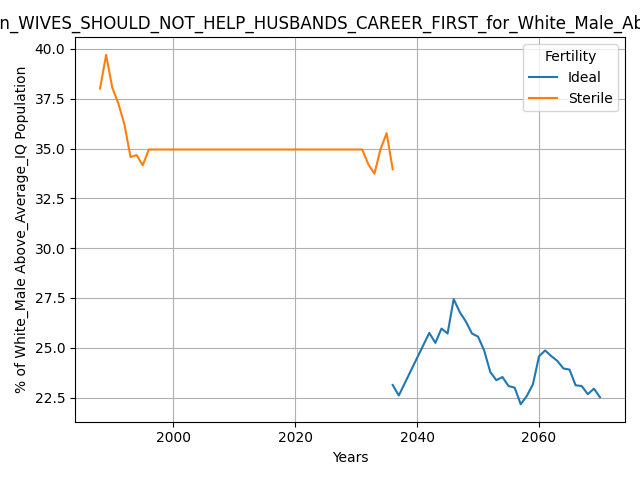 n_WIVES_SHOULD_NOT_HELP_HUSBANDS_CAREER_FIRST_for_White_Male_Ab
% of White_Male Above_Average_IQ Population
40.0
37.5
35.0
32.5
30.0
27.5
25.0
22.5
Fertility
Ideal
Sterile
2000
2020
2040
2060
Years